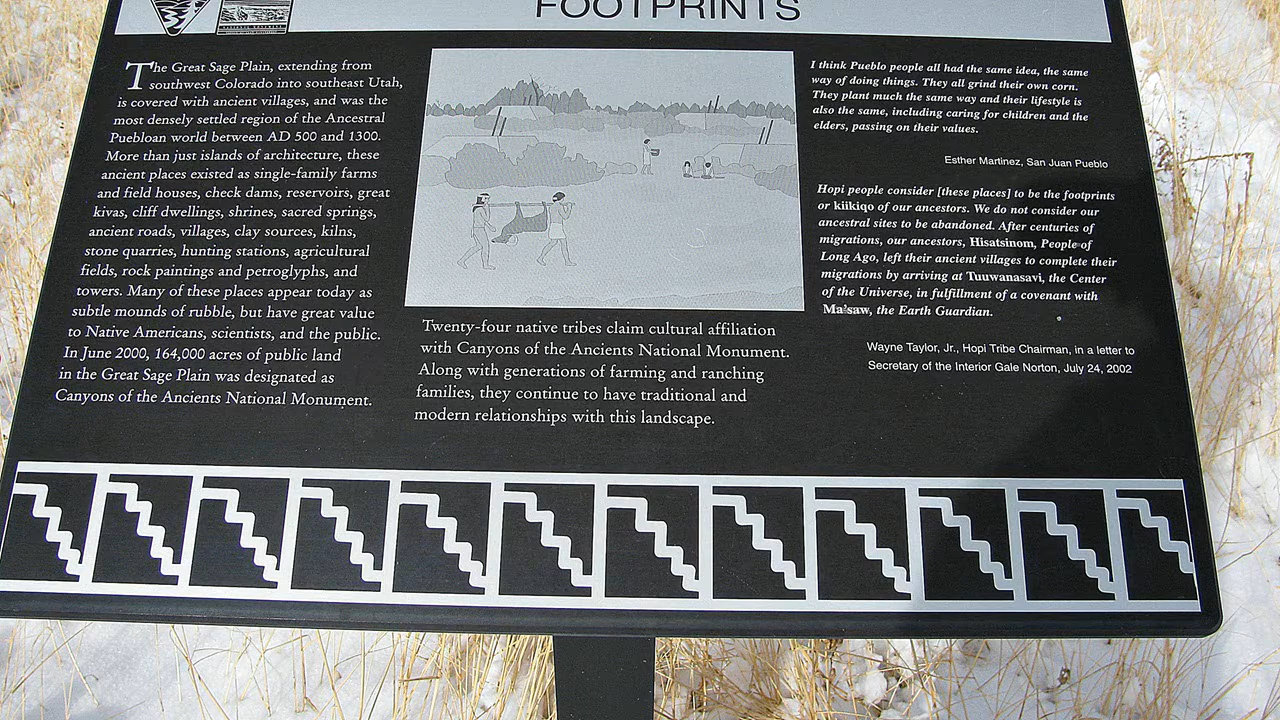 FOOTPRINTS
The Great Sage Plain, extending from
southwest Colorado into southeast Utah,
is covered with ancient villages, and was the
most densely settled region of the Ancestral
Puebloan world between AD 500 and 1300.
More than just islands of architecture, these
ancient places existed as single-family farms
and field houses, check dams, reservoirs, great
kivas, cliff dwellings, shrines, sacred springs,
ancient roads, villages, clay sources, kilns,
stone quarries, hunting stations, agricultural
fields, rock paintings and petroglyphs, and
towers. Many of these places appear today as
subtle mounds of rubble, but have great value
to Native Americans, scientists, and the public.
In June 2000, 164,000 acres of public land
in the Great Sage Plain was designated as
Canyons of the Ancients National Monument.
Twenty-four native tribes claim cultural affiliation
with Canyons of the Ancients National Monument.
Along with generations of farming and ranching
families, they continue to have traditional and
modern relationships with this landscape.
I think Pueblo people all had the same idea, the same
way of doing things. They all grind their own corn.
They plant much the same way and their lifestyle is
also the same, including caring for children and the
elders, passing on their values.
Esther Martinez, San Juan Pueblo
Hopi people consider [these places] to be the footprints
or kiikiqo of our ancestors. We do not consider our
ancestral sites to be abandoned. After centuries of
migrations, our ancestors, Hisatsinom, People of
Long Ago, left their ancient villages to complete their
migrations by arriving at Tuuwanasavi, the Center
of the Universe, in fulfillment of a covenant with
Ma'saw, the Earth Guardian.
Wayne Taylor, Jr., Hopi Tribe Chairman, in a letter to
Secretary of the Interior Gale Norton, July 24, 2002